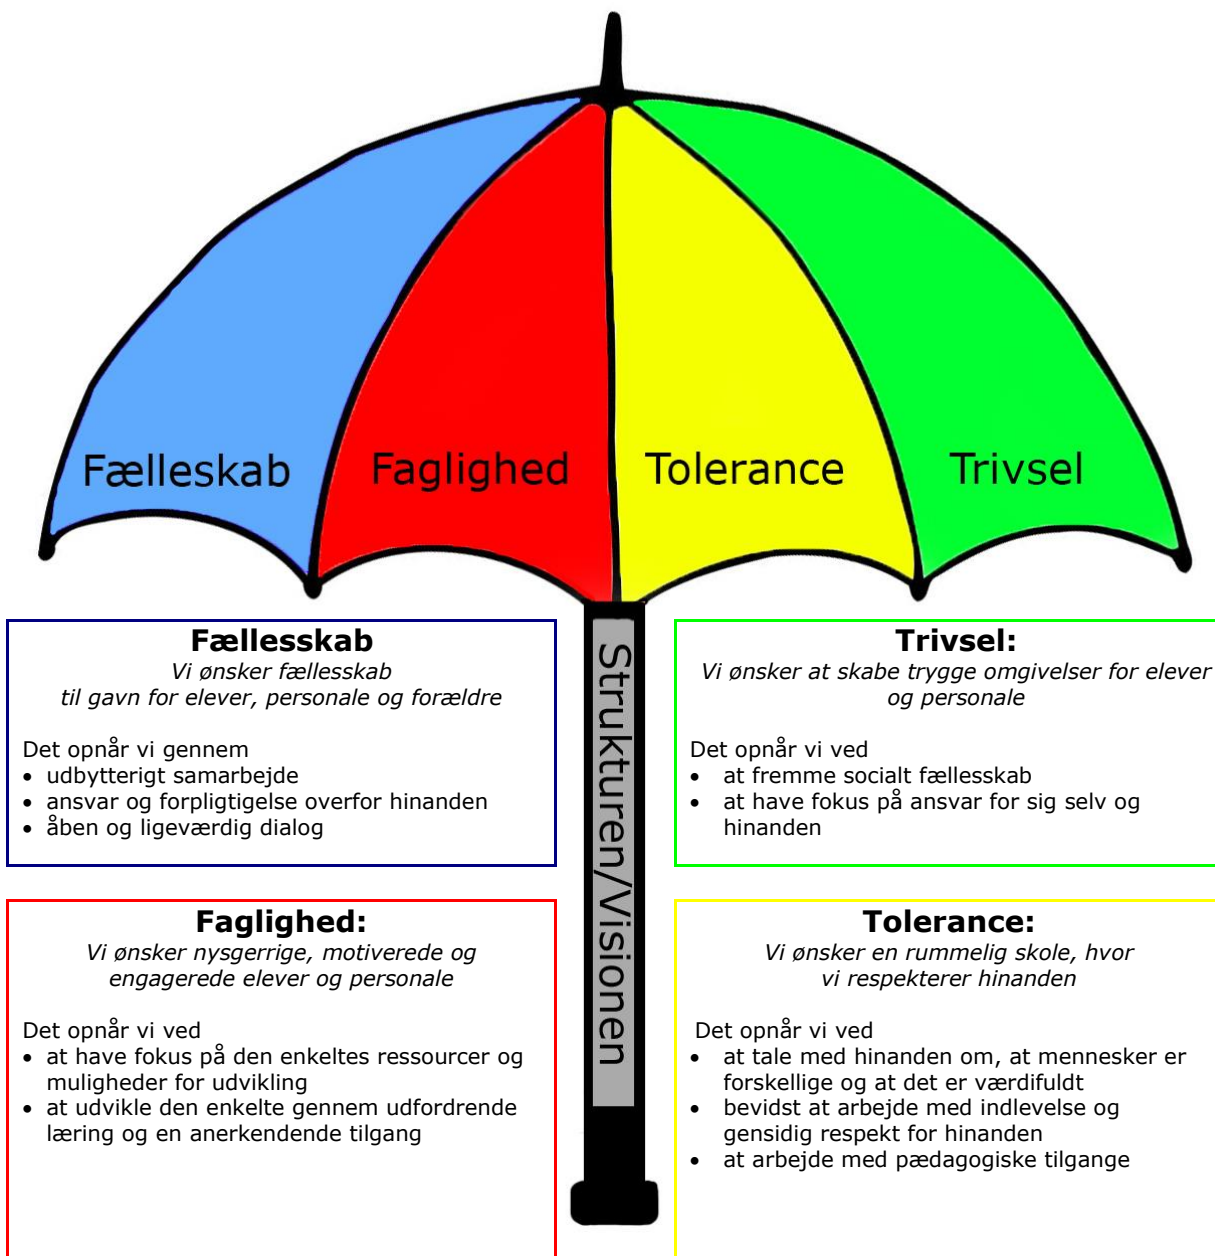 Fælleskab
Faglighed
Tolerance
Trivsel
Strukturen/Visionen
Fællesskab
Vi ønsker fællesskab
til gavn for elever, personale og forældre
Det opnår vi gennem
• udbytterigt samarbejde
• ansvar og forpligtigelse overfor hinanden
• åben og ligeværdig dialog
Trivsel:
Vi ønsker at skabe trygge omgivelser for elever
og personale
Det opnår vi ved
• at fremme socialt fællesskab
• at have fokus på ansvar for sig selv og
hinanden
Faglighed:
Vi ønsker nysgerrige, motiverede og
engagerede elever og personale
Det opnår vi ved
• at have fokus på den enkeltes ressourcer og
muligheder for udvikling
• at udvikle den enkelte gennem udfordrende
læring og en anerkendende tilgang
Tolerance:
Vi ønsker en rummelig skole, hvor
vi respekterer hinanden
Det opnår vi ved
• at tale med hinanden om, at mennesker er
forskellige og at det er værdifuldt
• bevidst at arbejde med indlevelse og
gensidig respekt for hinanden
• at arbejde med pædagogiske tilgange